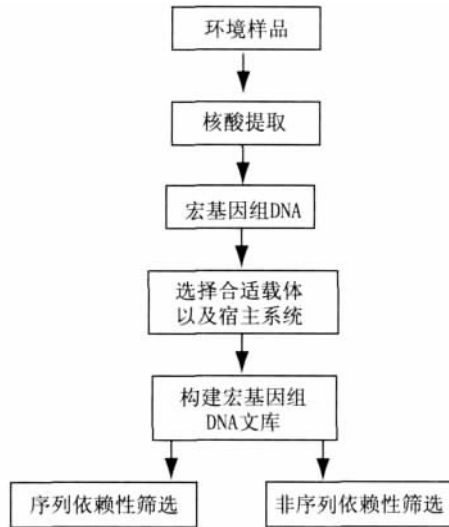 环境样品
核酸提取
宏基因组DNA
选择合适载体
以及宿主系统
构建宏基因组
DNA文库
序列依赖性筛选
非序列依赖性筛选